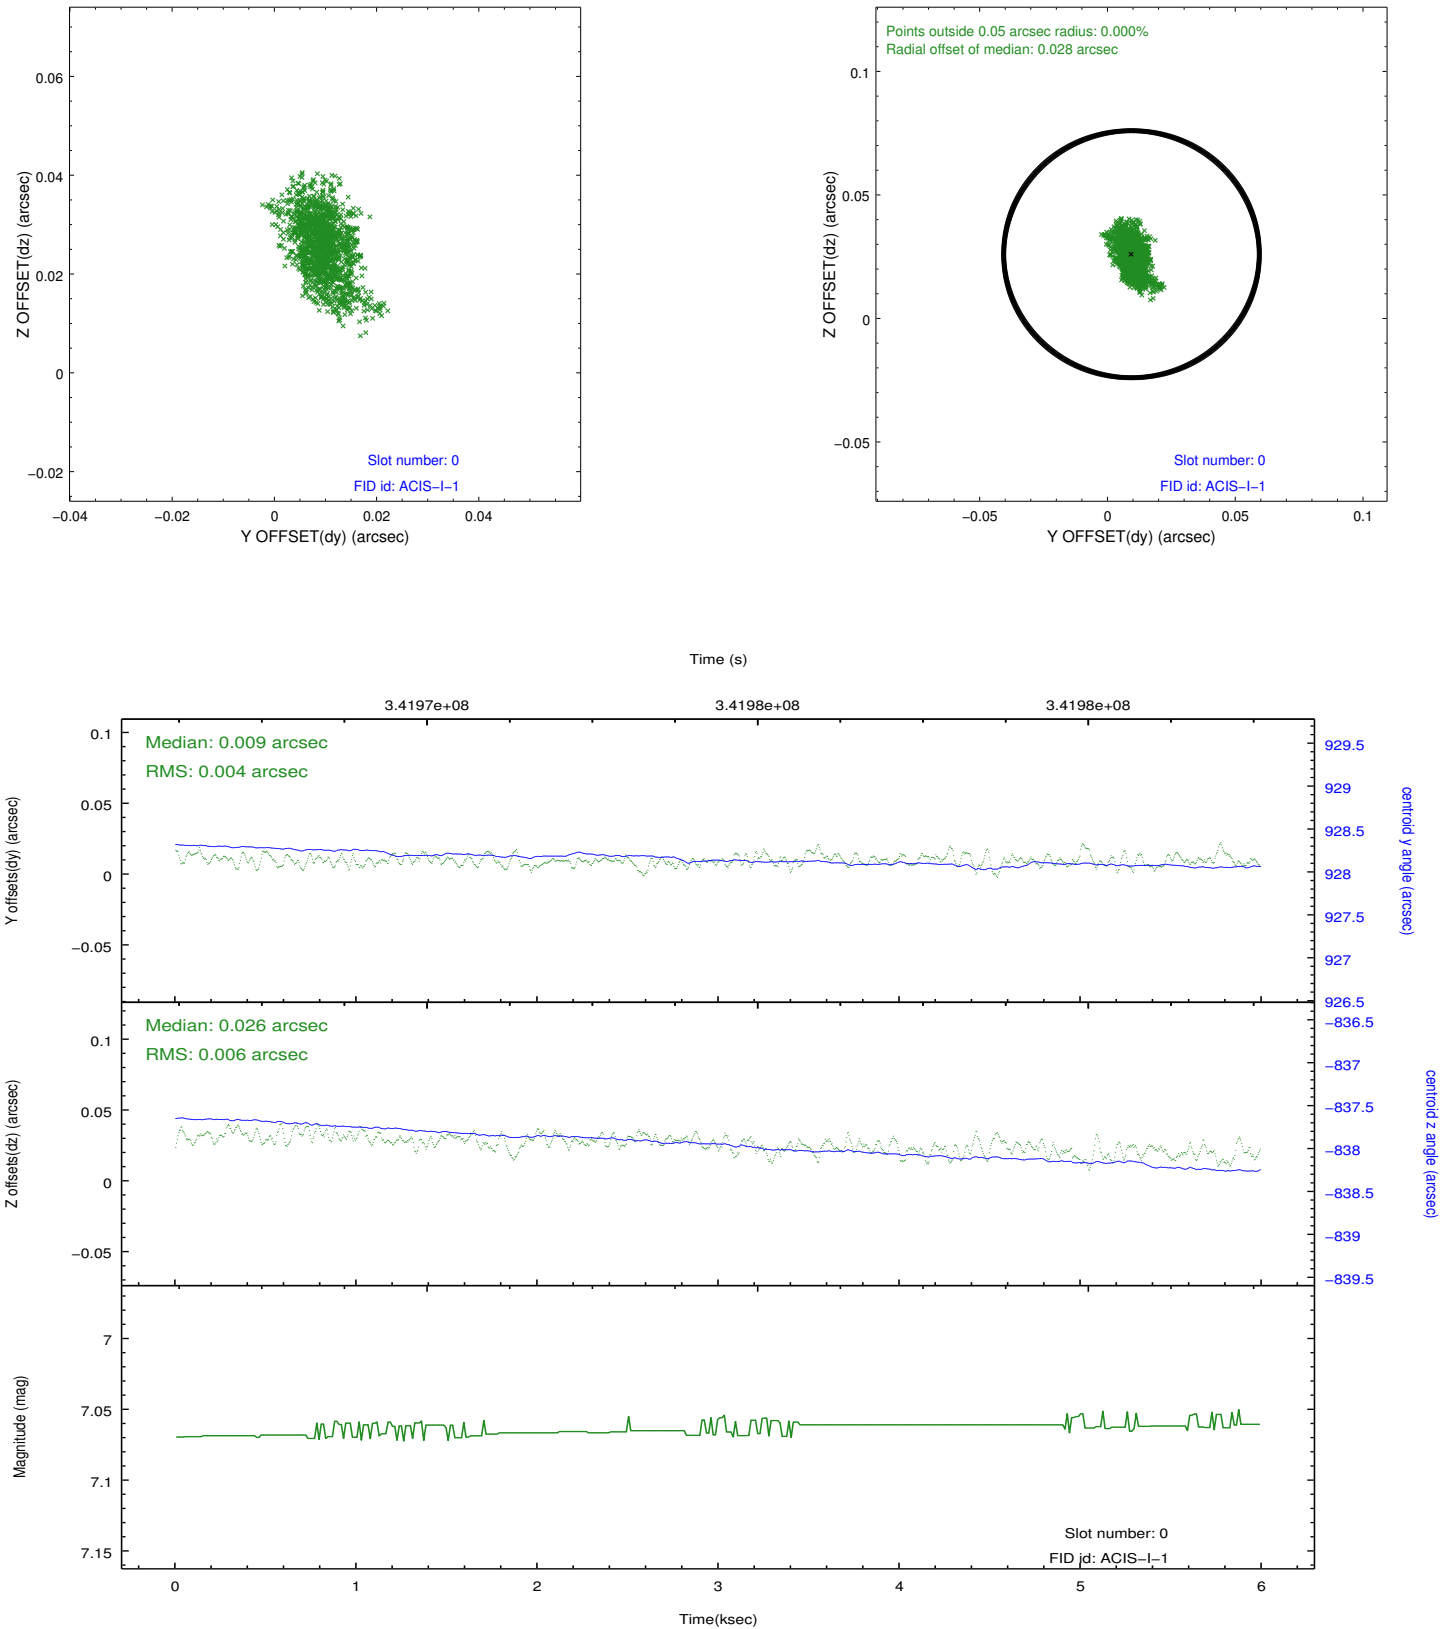 Points outside 0.05 arcsec radius: 0.000%
Radial offset of median: 0.028 arcsec
0.06
0.04
0.02
0
−0.02
Z OFFSET(dz) (arcsec)
Slot number: 0
FID id: ACIS−I−1
−0.04
−0.02
0
0.02
0.04
Y OFFSET(dy) (arcsec)
0.1
0.05
0
−0.05
Z OFFSET(dz) (arcsec)
Slot number: 0
FID id: ACIS−I−1
−0.05
0
0.05
0.1
Y OFFSET(dy) (arcsec)
Time (s)
3.4197e+08
3.4198e+08
3.4198e+08
Median: 0.009 arcsec
RMS: 0.004 arcsec
0.1
0.05
0
−0.05
Y offsets(dy) (arcsec)
929.5
929
928.5
928
927.5
927
926.5
centroid y angle (arcsec)
Median: 0.026 arcsec
RMS: 0.006 arcsec
0.1
0.05
0
−0.05
Z offsets(dz) (arcsec)
−836.5
−837
−837.5
−838
−838.5
−839
−839.5
centroid z angle (arcsec)
7
7.05
7.1
7.15
Magnitude (mag)
Slot number: 0
FID id: ACIS−I−1
0
1
2
3
4
5
6
Time(ksec)